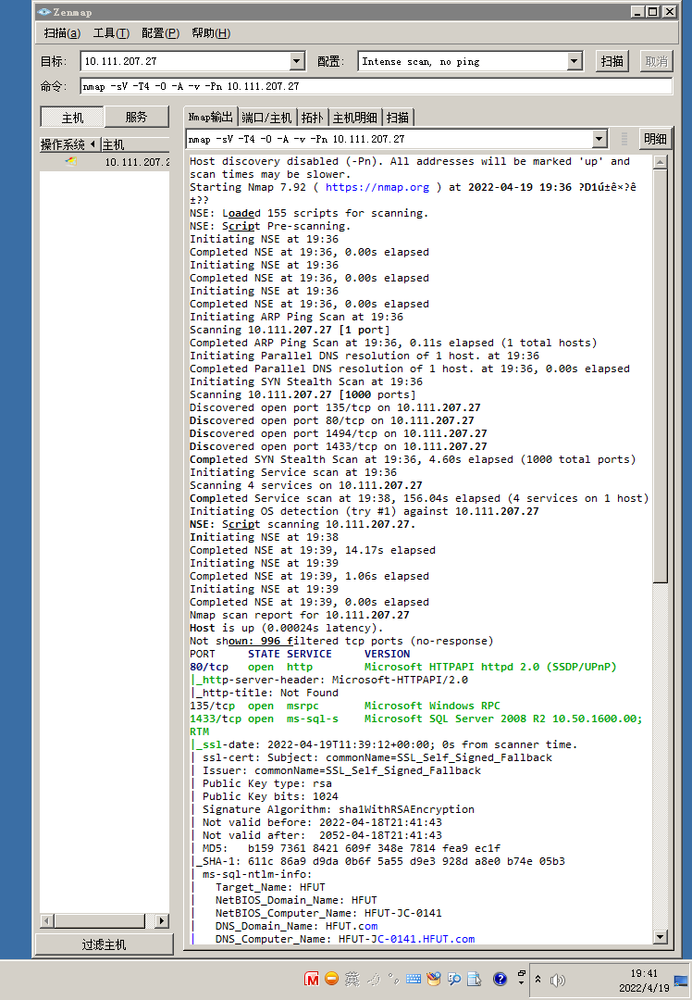 Zenmap
扫描(a) 工具(T) 配置(P) 帮助(H)
目标: 10.111.207.27 配置: Intense scan, no ping 扫描 取消
命令: nmap -sV -T4 -O -A -v -Pn 10.111.207.27
主机 服务 Nmap输出 端口/主机 拓扑 主机明细 扫描
操作系统 主机 nmap -sV -T4 -O -A -v -Pn 10.111.207.27 明细
10.111.207.2
Host discovery disabled (-Pn). All addresses will be marked 'up' and
scan times may be slower.
Starting Nmap 7.92 ( https://nmap.org ) at 2022-04-19 19:36 ?D1ú±ê×?ê
±??
NSE: Loaded 155 scripts for scanning.
NSE: Script Pre-scanning.
Initiating NSE at 19:36
Completed NSE at 19:36, 0.00s elapsed
Initiating NSE at 19:36
Completed NSE at 19:36, 0.00s elapsed
Initiating NSE at 19:36
Completed NSE at 19:36, 0.00s elapsed
Initiating ARP Ping Scan at 19:36
Scanning 10.111.207.27 [1 port]
Completed ARP Ping Scan at 19:36, 0.11s elapsed (1 total hosts)
Initiating Parallel DNS resolution of 1 host. at 19:36
Completed Parallel DNS resolution of 1 host. at 19:36, 0.00s elapsed
Initiating SYN Stealth Scan at 19:36
Scanning 10.111.207.27 [1000 ports]
Discovered open port 135/tcp on 10.111.207.27
Discovered open port 80/tcp on 10.111.207.27
Discovered open port 1494/tcp on 10.111.207.27
Discovered open port 1433/tcp on 10.111.207.27
Completed SYN Stealth Scan at 19:36, 4.60s elapsed (1000 total ports)
Initiating Service scan at 19:36
Scanning 4 services on 10.111.207.27
Completed Service scan at 19:38, 156.04s elapsed (4 services on 1 host)
Initiating OS detection (try #1) against 10.111.207.27
NSE: Script scanning 10.111.207.27.
Initiating NSE at 19:38
Completed NSE at 19:39, 14.17s elapsed
Initiating NSE at 19:39
Completed NSE at 19:39, 1.06s elapsed
Initiating NSE at 19:39
Completed NSE at 19:39, 0.00s elapsed
Nmap scan report for 10.111.207.27
Host is up (0.00024s latency).
Not shown: 996 filtered tcp ports (no-response)
PORT STATE SERVICE VERSION
80/tcp open http Microsoft HTTPAPI httpd 2.0 (SSDP/UPnP)
|_http-server-header: Microsoft-HTTPAPI/2.0
|_http-title: Not Found
135/tcp open msrpc Microsoft Windows RPC
1433/tcp open ms-sql-s Microsoft SQL Server 2008 R2 10.50.1600.00;
RTM
|_ssl-date: 2022-04-19T11:39:12+00:00; 0s from scanner time.
| ssl-cert: Subject: commonName=SSL_Self_Signed_Fallback
| Issuer: commonName=SSL_Self_Signed_Fallback
| Public Key type: rsa
| Public Key bits: 1024
| Signature Algorithm: sha1WithRSAEncryption
| Not valid before: 2022-04-18T21:41:43
| Not valid after: 2052-04-18T21:41:43
| MD5: b159 7361 8421 609f 348e 7814 fea9 ec1f
|_SHA-1: 611c 86a9 d9da 0b6f 5a55 d9e3 928d a8e0 b74e 05b3
| ms-sql-ntlm-info:
| Target_Name: HFUT
| NetBIOS_Domain_Name: HFUT
| NetBIOS_Computer_Name: HFUT-JC-0141
| DNS_Domain_Name: HFUT.com
| DNS_Computer_Name: HFUT-JC-0141.HFUT.com
过滤主机
19:41
2022/4/19